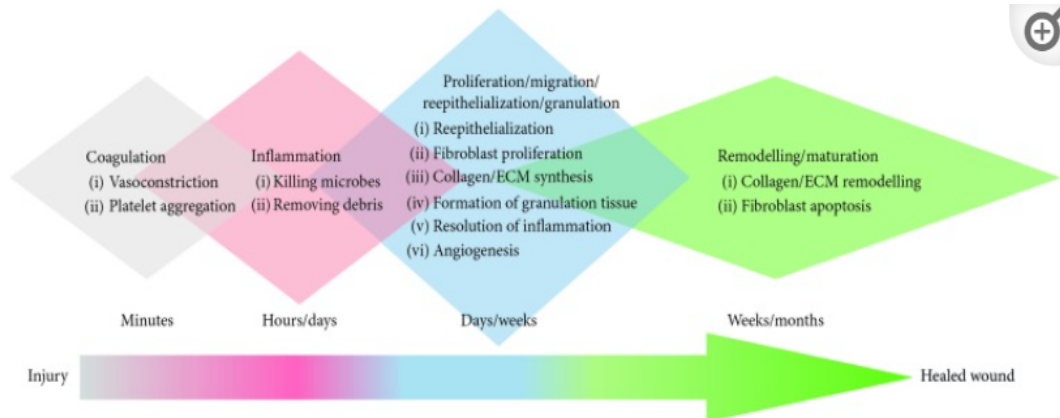 Coagulation
(i) Vasoconstriction
(ii) Platelet aggregation
Inflammation
(i) Killing microbes
(ii) Removing debris
Proliferation/migration/
reepithelialization/granulation
(i) Reepithelialization
(ii) Fibroblast proliferation
(iii) Collagen/ECM synthesis
(iv) Formation of granulation tissue
(v) Resolution of inflammation
(vi) Angiogenesis
Remodelling/maturation
(i) Collagen/ECM remodelling
(ii) Fibroblast apoptosis
Minutes
Hours/days
Days/weeks
Weeks/months
Injury
Healed wound